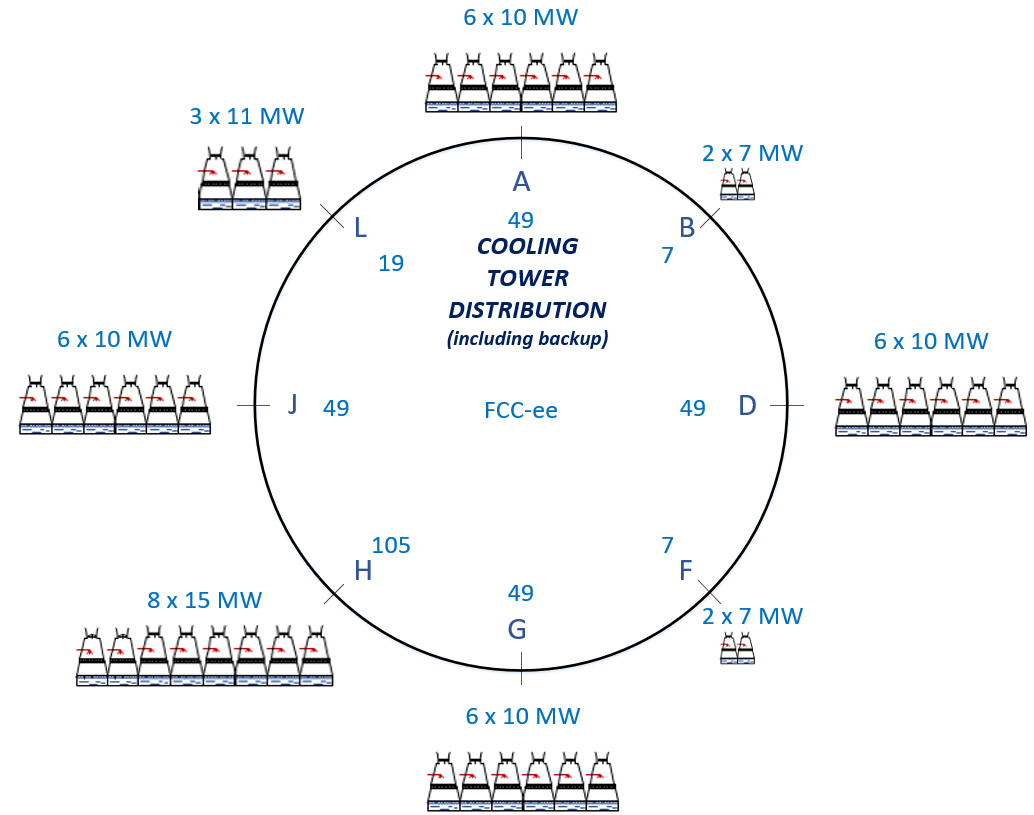 6 x 10 MW
3 x 11 MW
2 x 7 MW
A
L
49
B
COOLING
TOWER
DISTRIBUTION
(including backup)
19
7
6 x 10 MW
6 x 10 MW
J
49
FCC-ee
49
D
105
7
H
F
8 x 15 MW
49
G
2 x 7 MW
6 x 10 MW